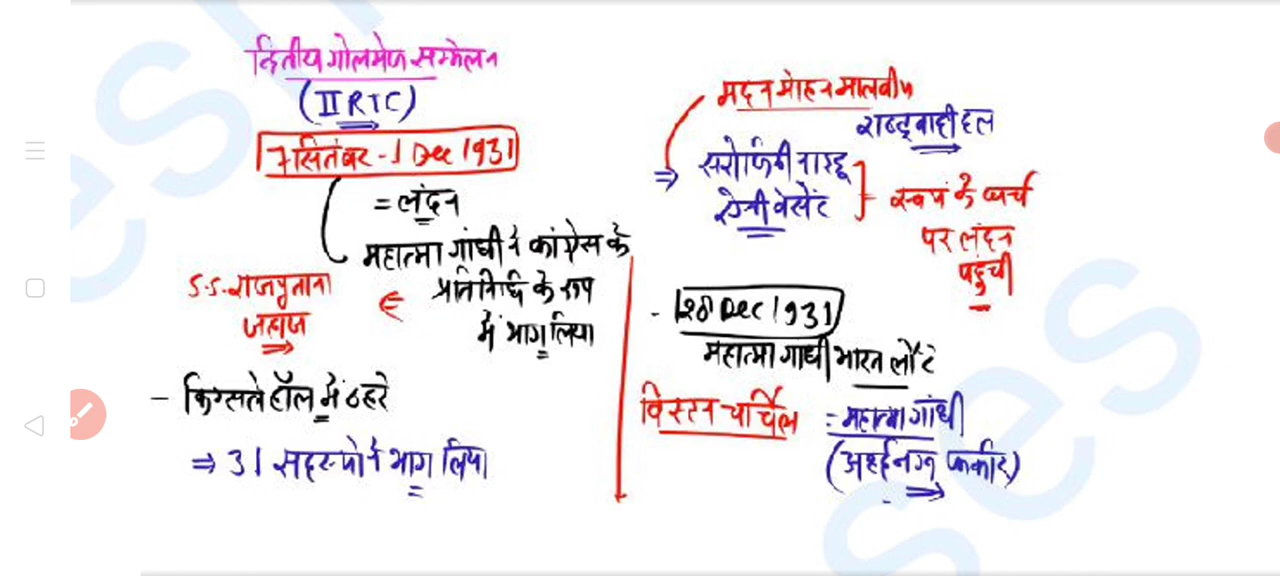 द्वितीय गोलमेज सम्मेलन
(II RTC)
7 सितंबर - 1 Dec 1931
= लंदन
महात्मा गांधी ने कांग्रेस के
प्रतिनिधि के रूप
में भाग लिया
S.S. राजपूताना
जहाज
- किंग्सले हॉल में ठहरे
⇒ 31 सदस्यो ने भाग लिया
मदन मोहन मालवीय
राष्ट्रवादी दल
⇒ सरोजिनी नायडू
ऐनी बेसेंट
स्वयं के खर्च
पर लंदन
पहुची
- 28 Dec 1931
महात्मा गांधी भारत लौटे
विस्टन चर्चिल = महात्मा गांधी
(अर्द्धनग्न फकीर)